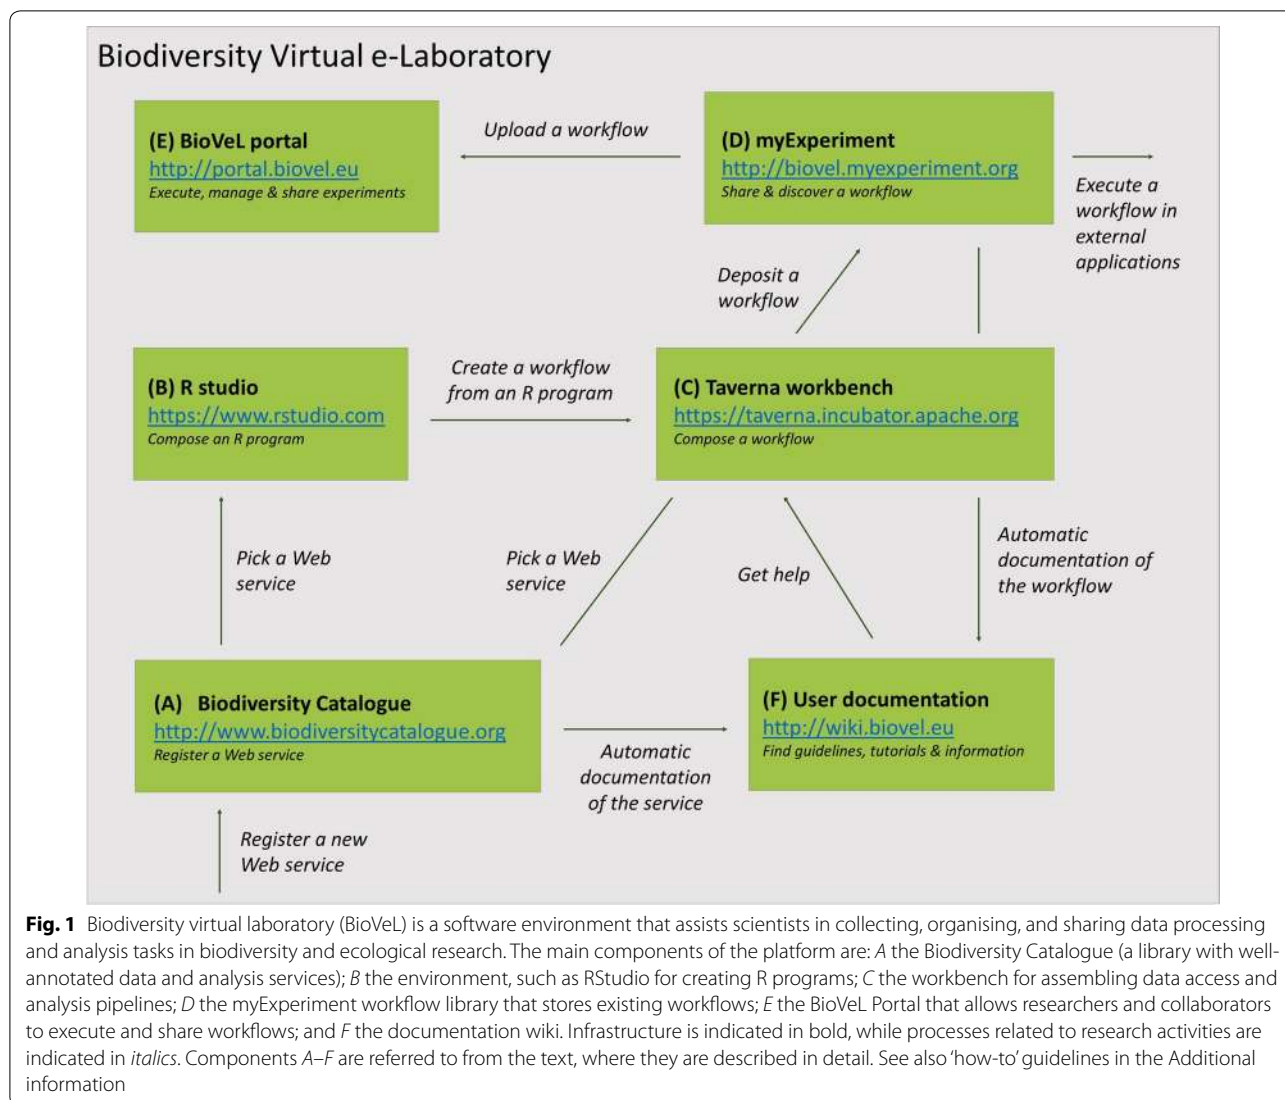 Biodiversity Virtual e-Laboratory
(E) BioVeL portal
http://portal.biovel.eu
Execute, manage & share experiments
Upload a workflow
(D) myExperiment
http://biovel.myexperiment.org
Share & discover a workflow
Execute a
workflow in
external
applications
Deposit a
workflow
(B) R studio
https://www.rstudio.com
Compose an R program
Create a workflow
from an R program
(C) Taverna workbench
https://taverna.incubator.apache.org
Compose a workflow
Pick a Web
service
Pick a Web
service
Get help
Automatic
documentation of
the workflow
(A) Biodiversity Catalogue
http://www.biodiversitycatalogue.org
Register a Web service
Automatic
documentation
of the service
(F) User documentation
http://wiki.biovel.eu
Find guidelines, tutorials & information
Register a new
Web service
Fig. 1 Biodiversity virtual laboratory (BioVeL) is a software environment that assists scientists in collecting, organising, and sharing data processing
and analysis tasks in biodiversity and ecological research. The main components of the platform are: A the Biodiversity Catalogue (a library with well-
annotated data and analysis services); B the environment, such as RStudio for creating R programs; C the workbench for assembling data access and
analysis pipelines; D the myExperiment workflow library that stores existing workflows; E the BioVeL Portal that allows researchers and collaborators
to execute and share workflows; and F the documentation wiki. Infrastructure is indicated in bold, while processes related to research activities are
indicated in italics. Components A–F are referred to from the text, where they are described in detail. See also ‘how-to’ guidelines in the Additional
information